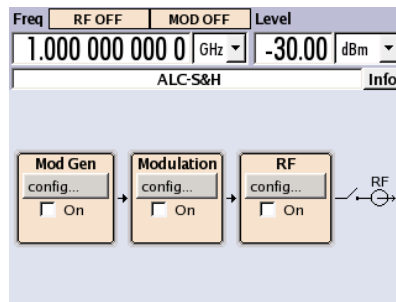 Freq RF OFF MOD OFF Level
1.000 000 000 0 GHz -30.00 dBm
ALC-S&H Info
Mod Gen Modulation RF
config... config... config... RF
On On On